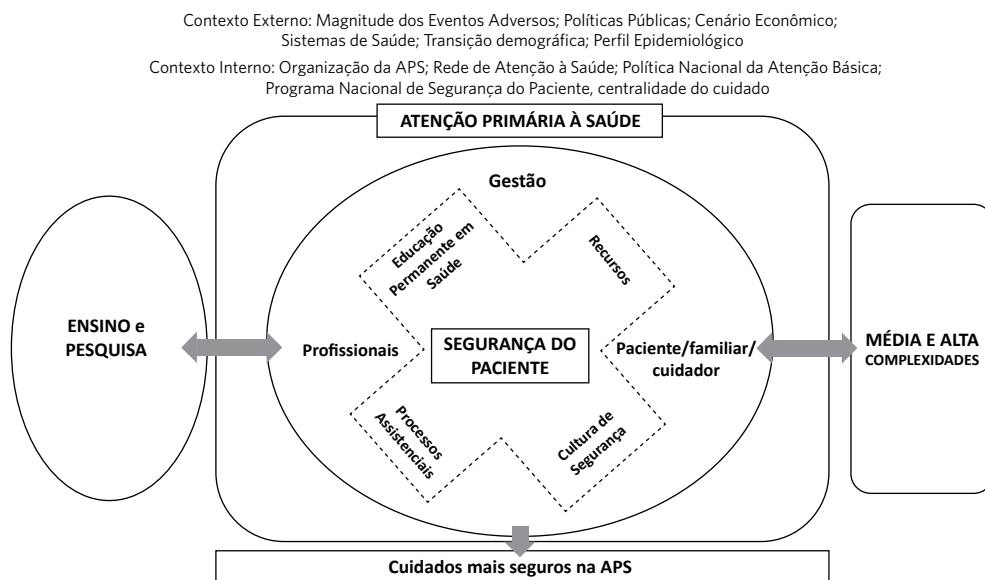 Contexto Externo: Magnitude dos Eventos Adversos; Políticas Públicas; Cenário Econômico;
Sistemas de Saúde; Transição demográfica; Perfil Epidemiológico
Contexto Interno: Organização da APS; Rede de Atenção à Saúde; Política Nacional da Atenção Básica;
Programa Nacional de Segurança do Paciente, centralidade do cuidado
ATENÇÃO PRIMÁRIA À SAÚDE
Gestão
Educação
Permanente em
Saúde
Recursos
ENSINO e
PESQUISA
Profissionais
SEGURANÇA DO
PACIENTE
Paciente/familiar/
cuidador
MÉDIA E ALTA
COMPLEXIDADES
Processos
Assistenciais
Cultura de
Segurança
Cuidados mais seguros na APS